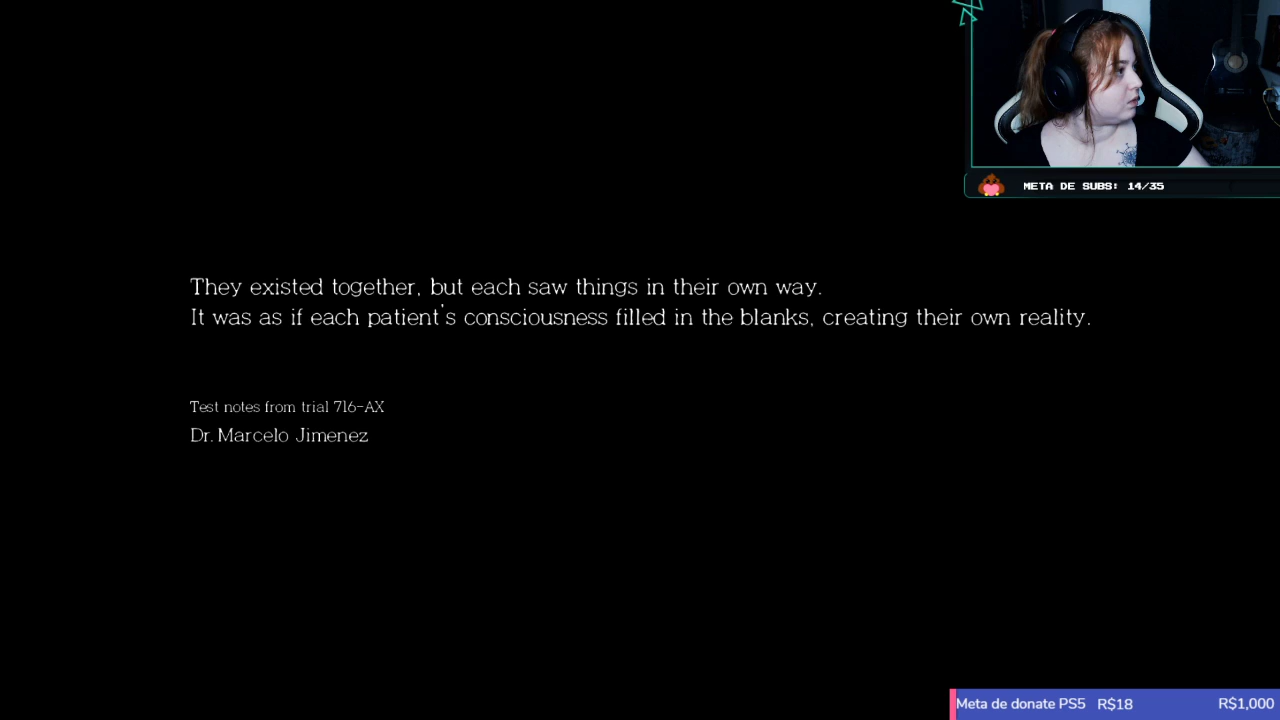 META DE SUBS: 14/35
They existed together, but each saw things in their own way.
It was as if each patient's consciousness filled in the blanks, creating their own reality.
Test notes from trial 716-AX
Dr. Marcelo Jimenez
Meta de donate PS5 R$18 R$1,000